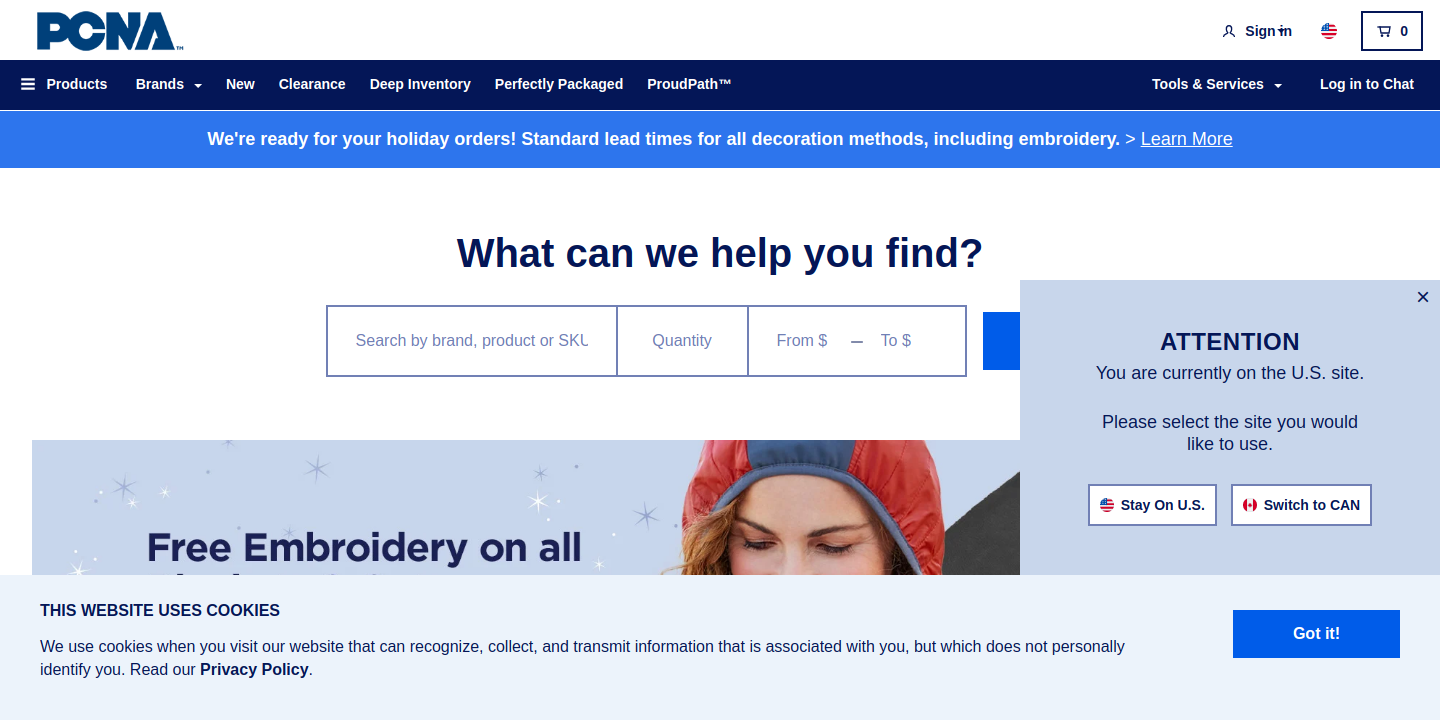 PCNA™
Sign in
0
Products Brands New Clearance Deep Inventory Perfectly Packaged ProudPath™ Tools & Services Log in to Chat
We're ready for your holiday orders! Standard lead times for all decoration methods, including embroidery. > Learn More
What can we help you find?
Search by brand, product or SKU Quantity From $ – To $
×
ATTENTION
You are currently on the U.S. site.
Please select the site you would
like to use.
Stay On U.S. Switch to CAN
Free Embroidery on all
THIS WEBSITE USES COOKIES
We use cookies when you visit our website that can recognize, collect, and transmit information that is associated with you, but which does not personally
identify you. Read our Privacy Policy.
Got it!